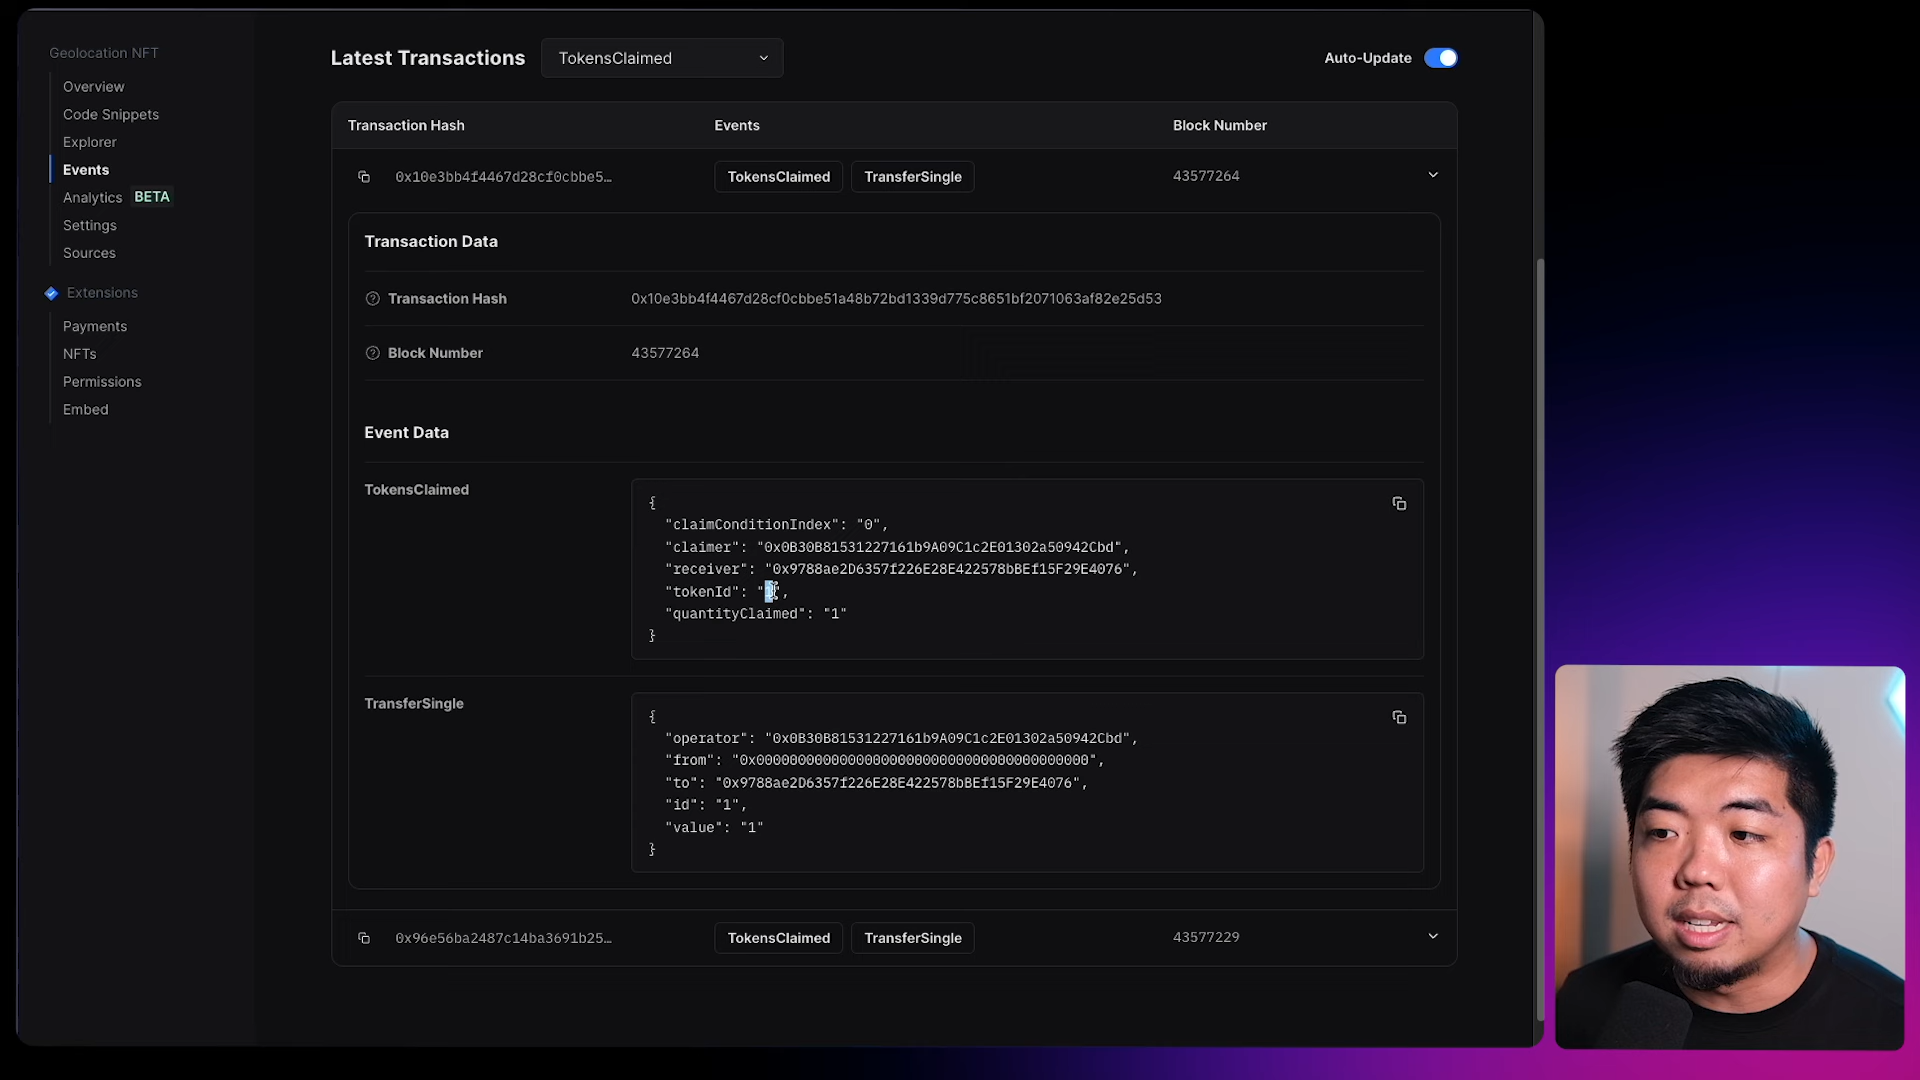 Geolocation NFT
Overview
Code Snippets
Explorer
Events
Analytics BETA
Settings
Sources
Extensions
Payments
NFTs
Permissions
Embed
Latest Transactions
TokensClaimed
Auto-Update
Transaction Hash Events Block Number
0x10e3bb4f4467d28cf0cbbe5… TokensClaimed TransferSingle 43577264
Transaction Data
Transaction Hash 0x10e3bb4f4467d28cf0cbbe51a48b72bd1339d775c8651bf2071063af82e25d53
Block Number 43577264
Event Data
TokensClaimed
{
"claimConditionIndex": "0",
"claimer": "0x0B30B81531227161b9A09C1c2E01302a50942Cbd",
"receiver": "0x9788ae2D6357f226E28E422578bBEf15F29E4076",
"tokenId": "
"quantityClaimed": "1"
}
TransferSingle
{
"operator": "0x0B30B81531227161b9A09C1c2E01302a50942Cbd",
"from": "0x0000000000000000000000000000000000000000",
"to": "0x9788ae2D6357f226E28E422578bBEf15F29E4076",
"id": "1",
"value": "1"
}
0x96e56ba2487c14ba3691b25… TokensClaimed TransferSingle 43577229